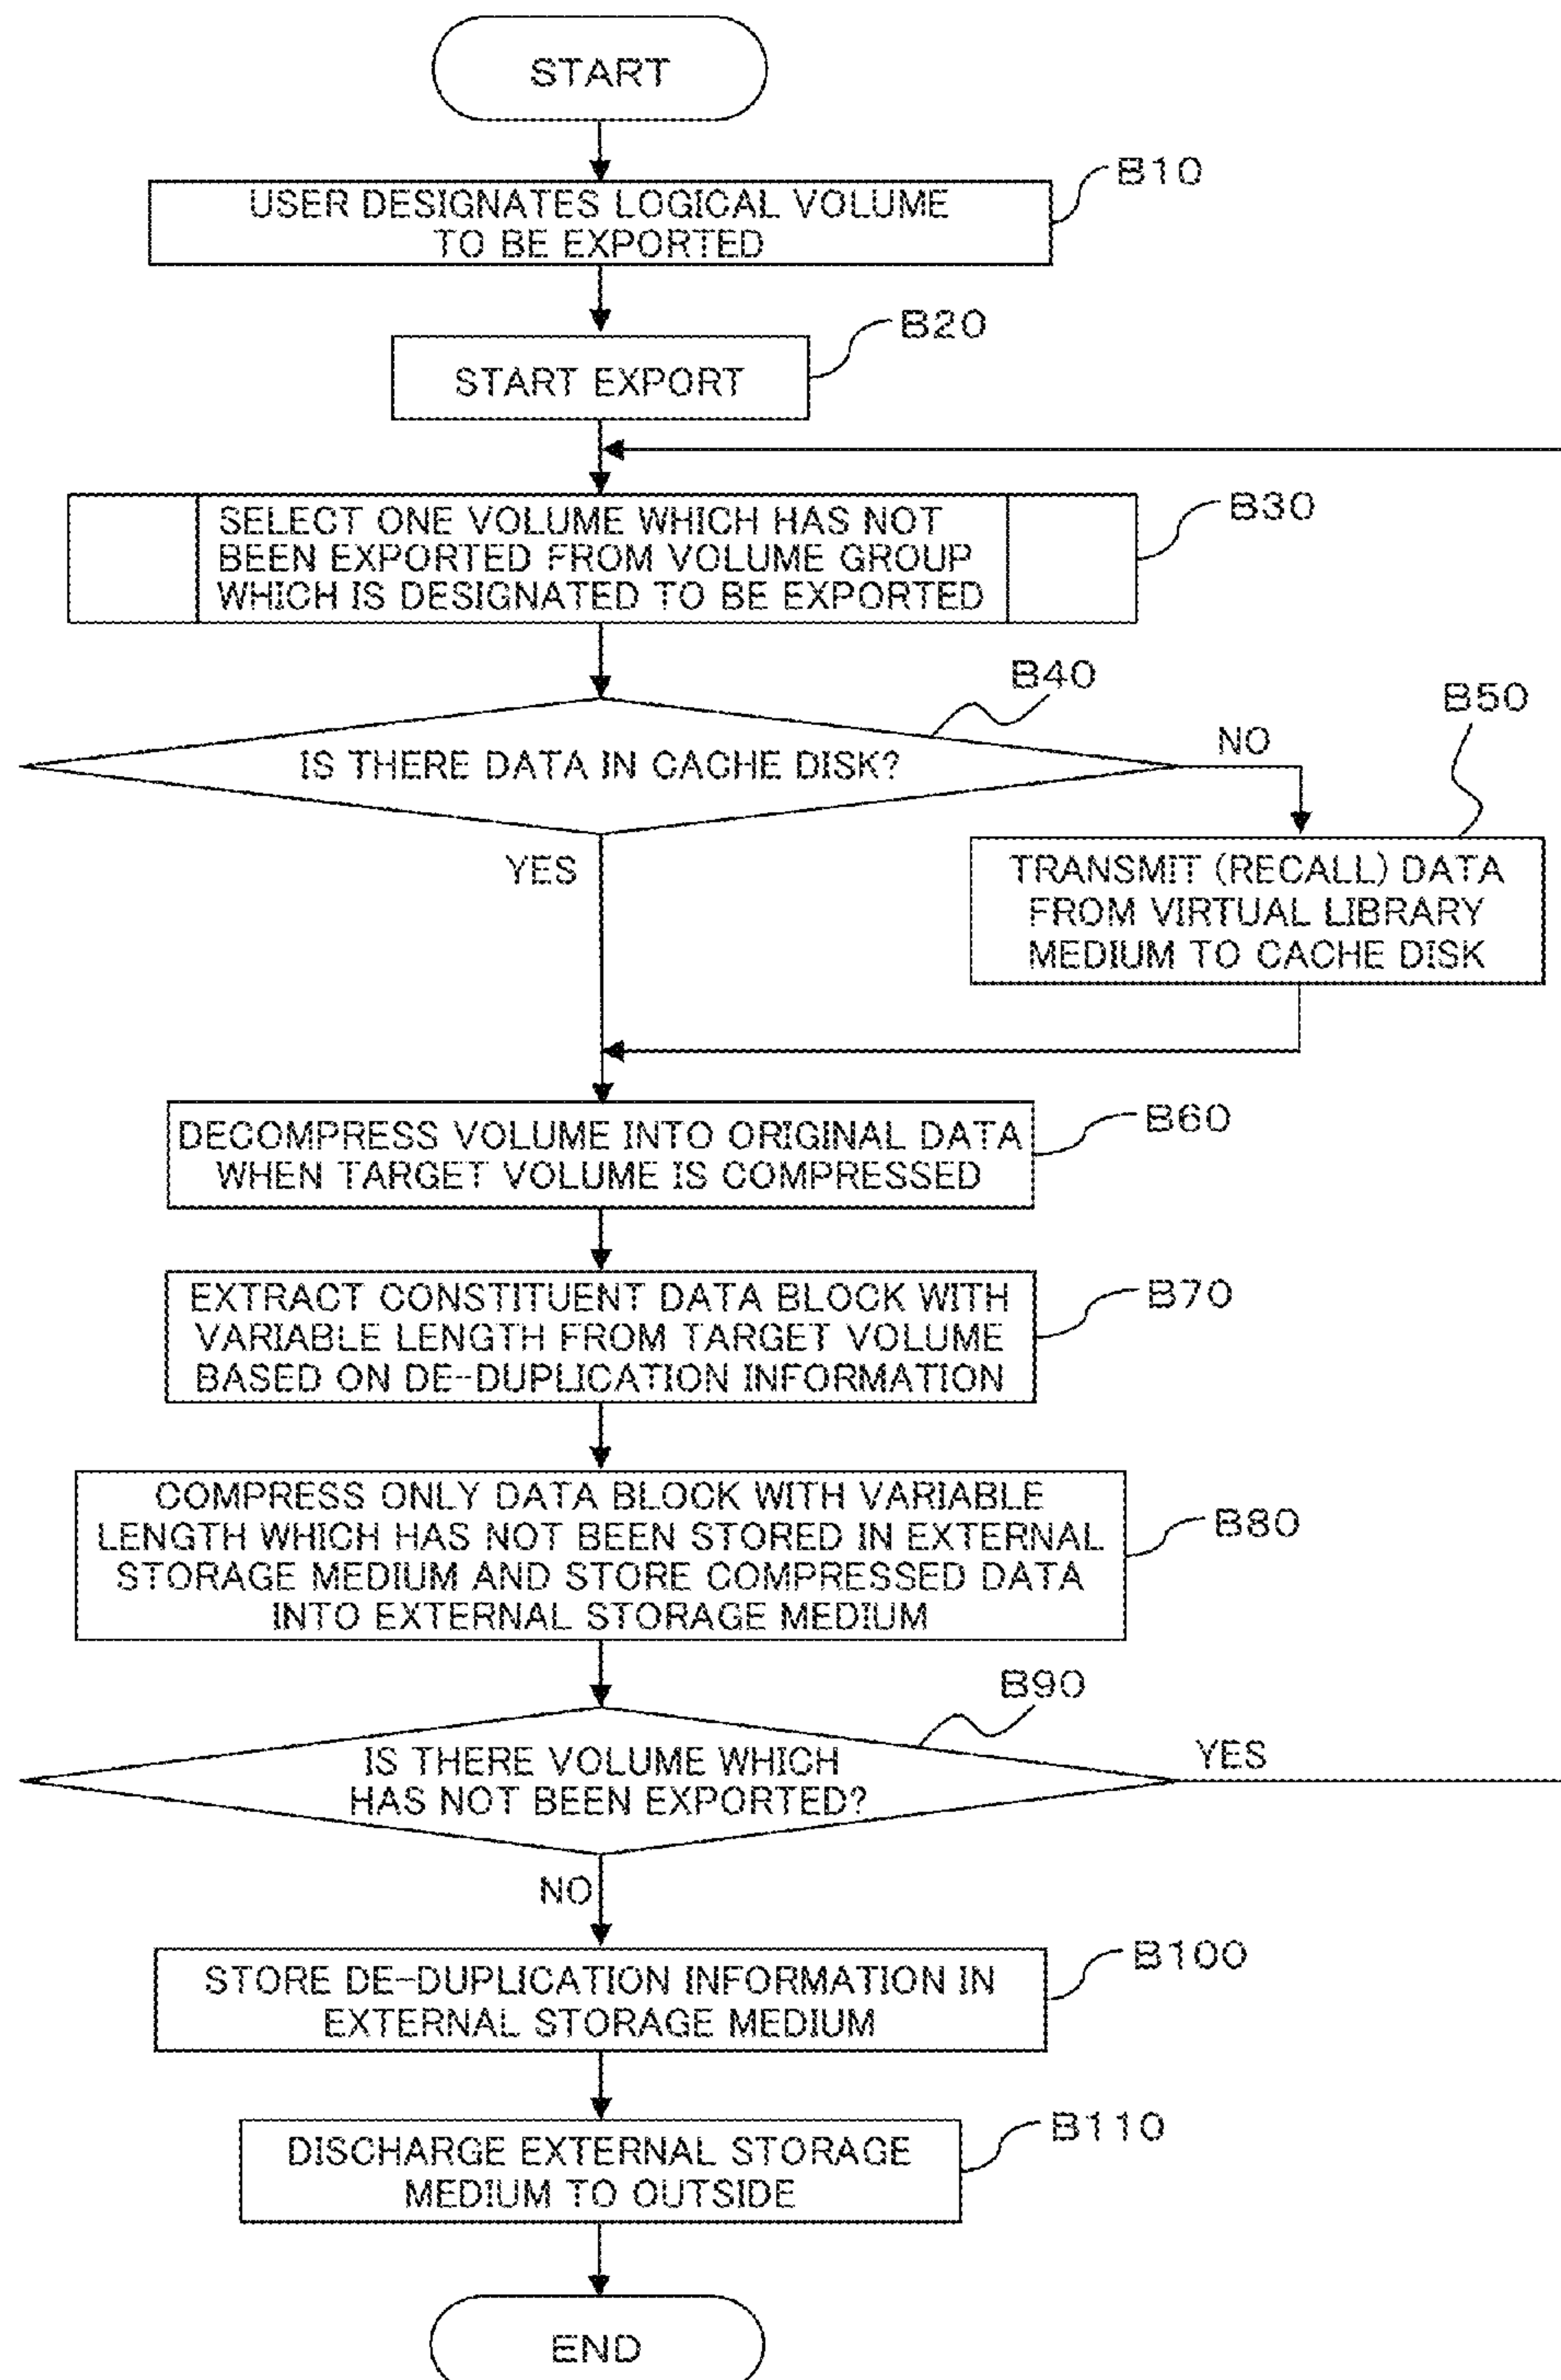 START
B10
USER DESIGNATES LOGICAL VOLUME
TO BE EXPORTED
B20
START EXPORT
B30
SELECT ONE VOLUME WHICH HAS NOT
BEEN EXPORTED FROM VOLUME GROUP
WHICH IS DESIGNATED TO BE EXPORTED
B40
IS THERE DATA IN CACHE DISK?
NO
B50
YES
TRANSMIT (RECALL) DATA
FROM VIRTUAL LIBRARY
MEDIUM TO CACHE DISK
B60
DECOMPRESS VOLUME INTO ORIGINAL DATA
WHEN TARGET VOLUME IS COMPRESSED
B70
EXTRACT CONSTITUENT DATA BLOCK WITH
VARIABLE LENGTH FROM TARGET VOLUME
BASED ON DE-DUPLICATION INFORMATION
B80
COMPRESS ONLY DATA BLOCK WITH VARIABLE
LENGTH WHICH HAS NOT BEEN STORED IN EXTERNAL
STORAGE MEDIUM AND STORE COMPRESSED DATA
INTO EXTERNAL STORAGE MEDIUM
B90
IS THERE VOLUME WHICH
HAS NOT BEEN EXPORTED?
YES
NO
B100
STORE DE-DUPLICATION INFORMATION IN
EXTERNAL STORAGE MEDIUM
B110
DISCHARGE EXTERNAL STORAGE
MEDIUM TO OUTSIDE
END